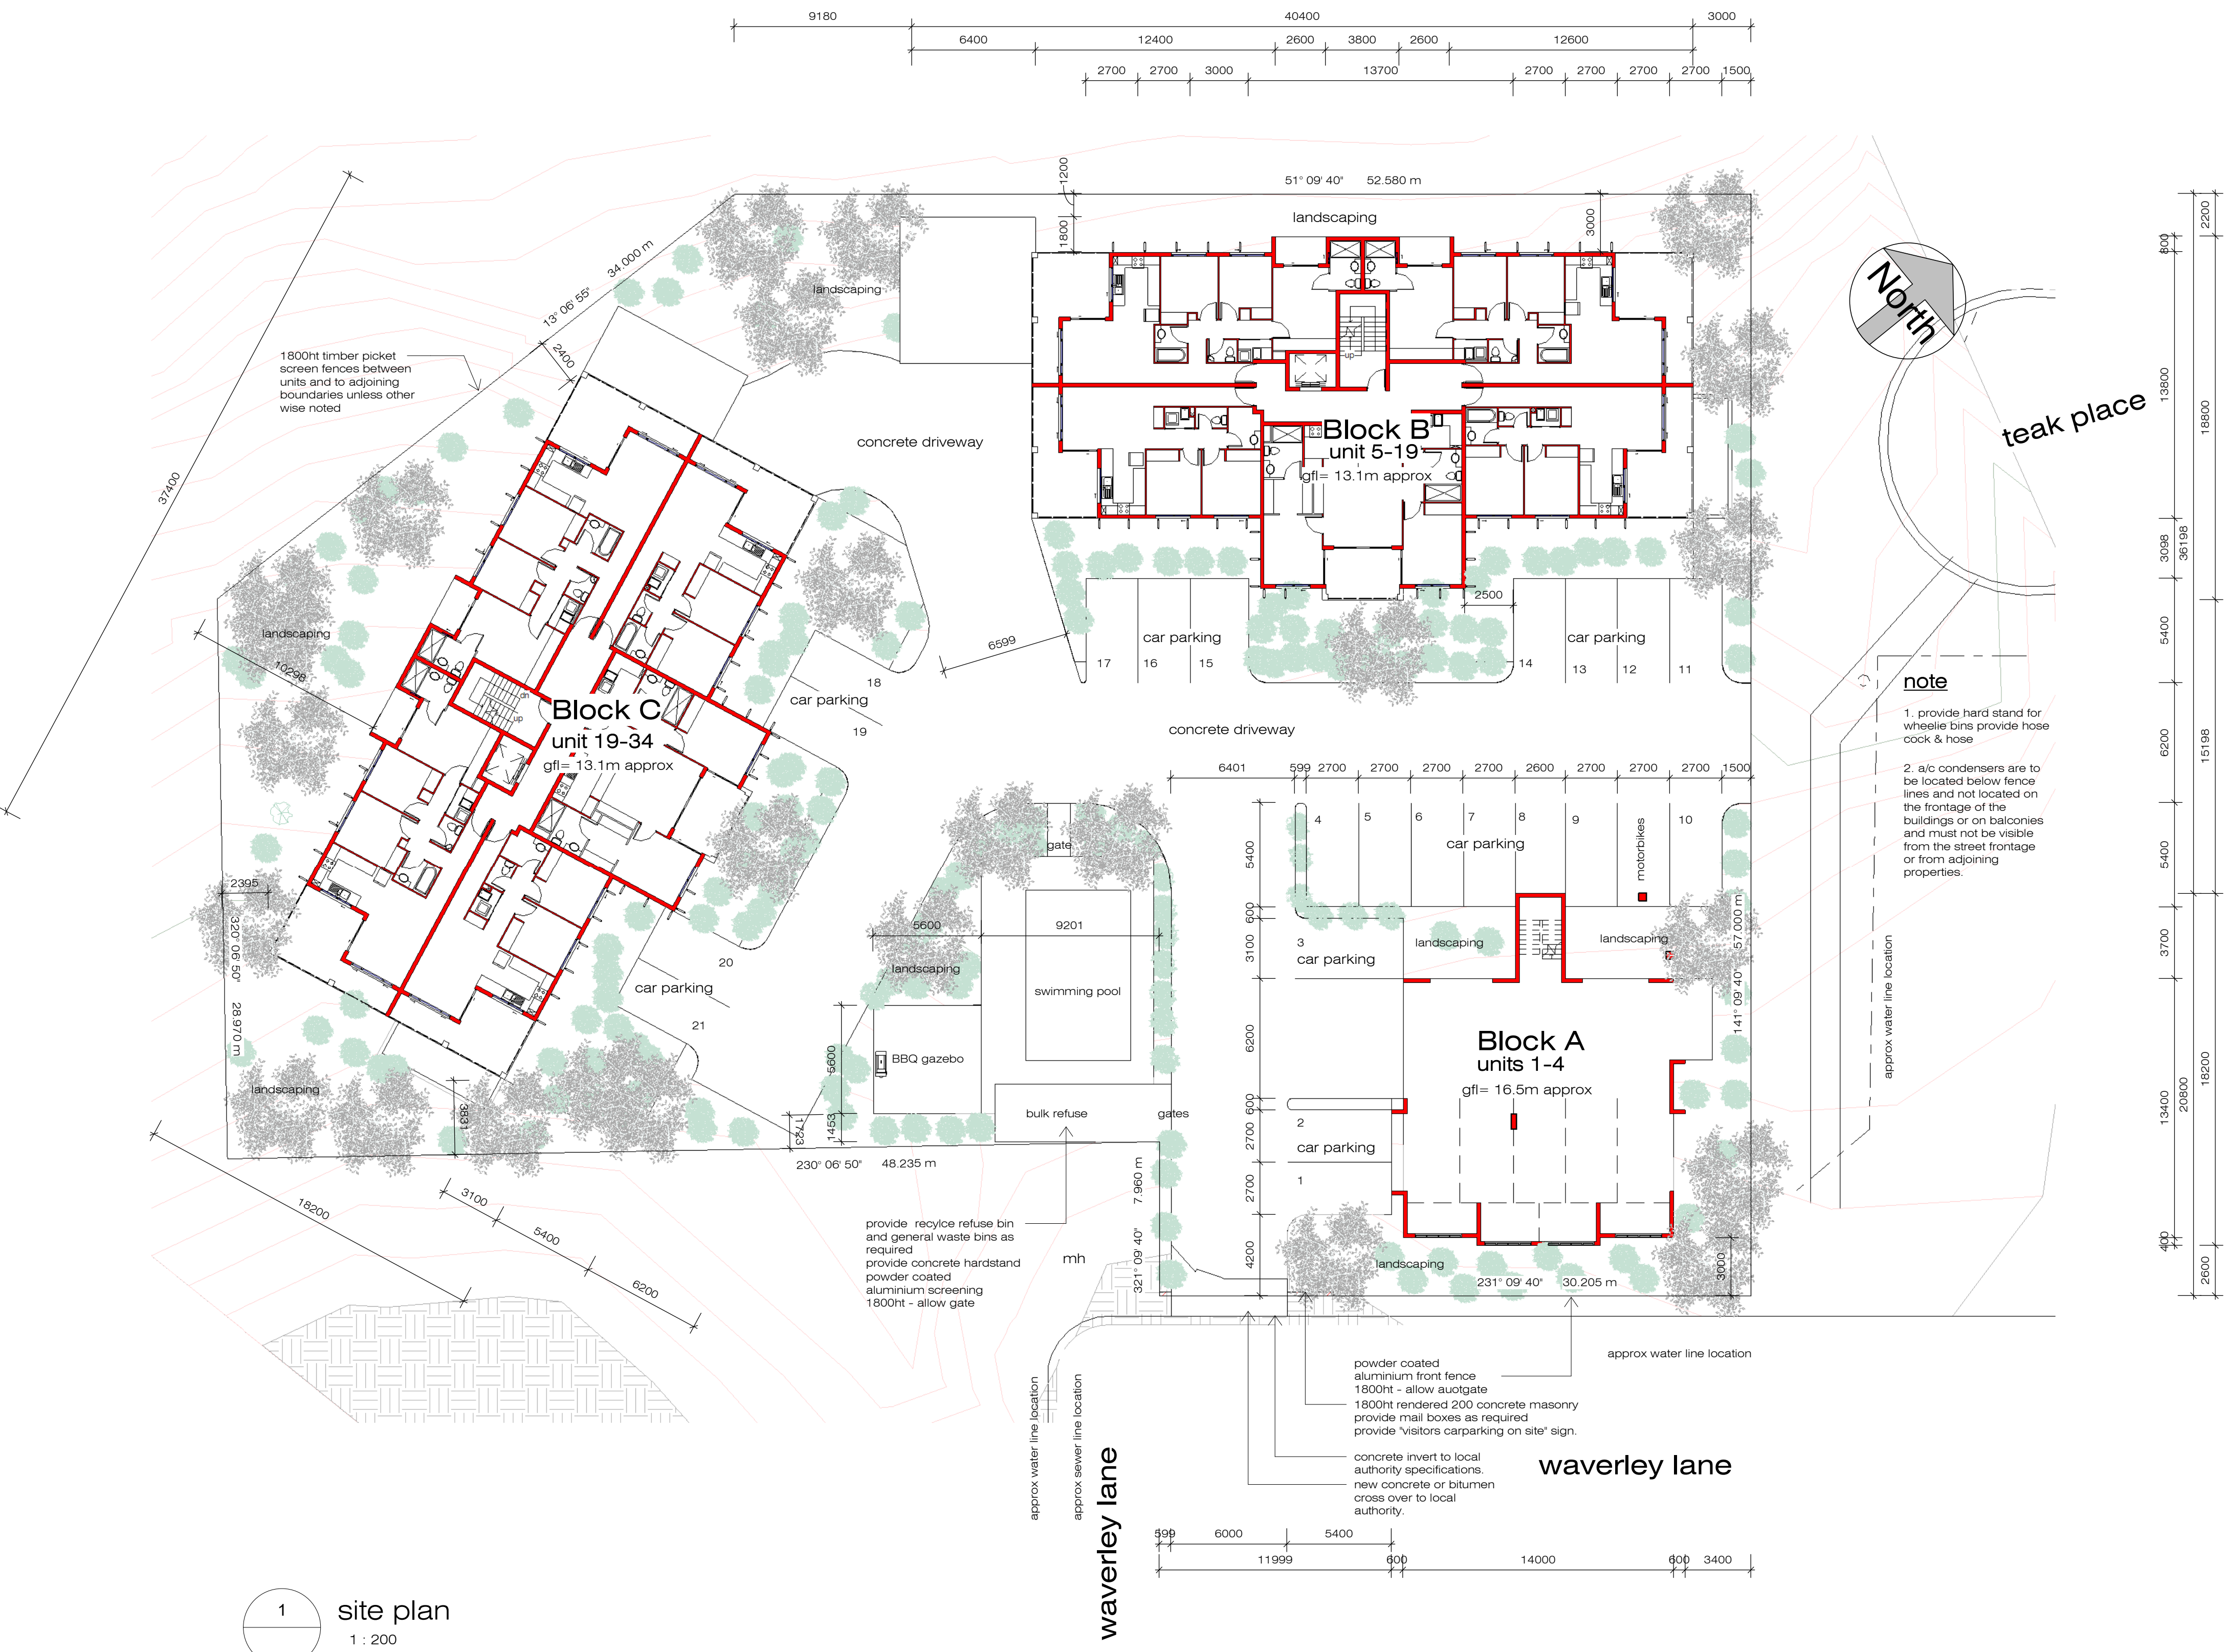 9180
40400
3000
6400
12400
2600
3800
2600
12600
2700
2700
3000
13700
2700
2700
2700
2700
1500
1200
1800
51° 09' 40"   52.580 m
3000
landscaping
2200
800
13° 06' 55"   34.000 m
landscaping
North
teak place
1800ht timber picket
screen fences between
units and to adjoining
boundaries unless other
wise noted
2400
37400
13800
18800
concrete driveway
up
Block B
unit 5-19
gfl= 13.1m approx
3098
36198
2500
landscaping
10298
6599
car parking
17
16
15
14
car parking
13
12
11
5400
18
car parking
19
dn
up
Block C
unit 19-34
gfl= 13.1m approx
concrete driveway
6200
15198
note
1. provide hard stand for
wheelie bins provide hose
cock & hose
2. a/c condensers are to
be located below fence
lines and not located on
the frontage of the
buildings or on balconies
and must not be visible
from the street frontage
or from adjoining
properties.
6401
599
2700
2700
2700
2700
2600
2700
2700
2700
1500
4
5
6
7
8
9
10
car parking
motorbikes
gate
5400
5400
2395
320° 06' 50"   28.970 m
5600
9201
600
3
car parking
3100
landscaping
landscaping
141° 09' 40"   57.000 m
3700
20
car parking
21
landscaping
swimming pool
approx water line location
6200
Block A
units 1-4
gfl= 16.5m approx
BBQ gazebo
5600
landscaping
3831
1723
1453
bulk refuse
gates
600
2
2700
car parking
13400
20800
18200
230° 06' 50"   48.235 m
2700
1
3100
5400
6200
18200
provide  recylce refuse bin
and general waste bins as
required
provide concrete hardstand
powder coated
aluminium screening
1800ht - allow gate
mh
321° 09' 40"   7.960 m
4200
landscaping
231° 09' 40"   30.205 m
3000
400
2600
approx water line location
powder coated
aluminium front fence
1800ht - allow auotgate
1800ht rendered 200 concrete masonry
provide mail boxes as required
provide "visitors carparking on site" sign.
concrete invert to local
authority specifications.
new concrete or bitumen
cross over to local
authority.
approx water line location
approx sewer line location
waverley lane
waverley lane
599
6000
5400
11999
600
14000
600
3400
1
site plan
1 : 200